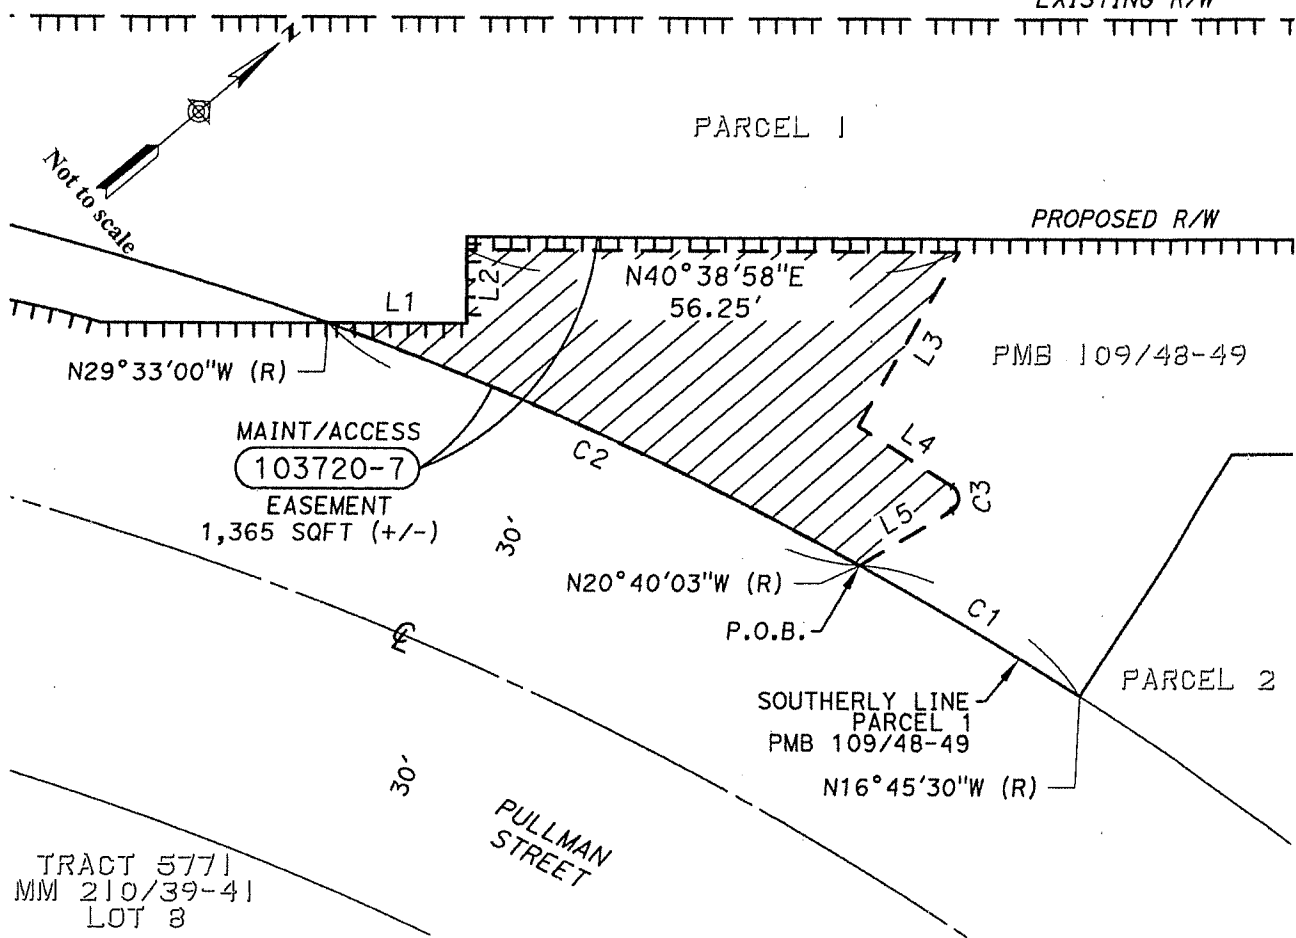 EXISTING R/W
N
PARCEL 1
Not to scale
PROPOSED R/W
L1
L2
N40°38'58"E
56.25'
L3
PMB 109/48-49
N29°33'00"W (R)
MAINT/ACCESS
103720-7
EASEMENT
1,365 SQFT (+/-)
C2
L4
C3
L5
30'
N20°40'03"W (R)
P.O.B.
C1
℄
PARCEL 2
SOUTHERLY LINE
PARCEL 1
PMB 109/48-49
N16°45'30"W (R)
30'
PULLMAN
STREET
TRACT 5771
MM 210/39-41
LOT 8